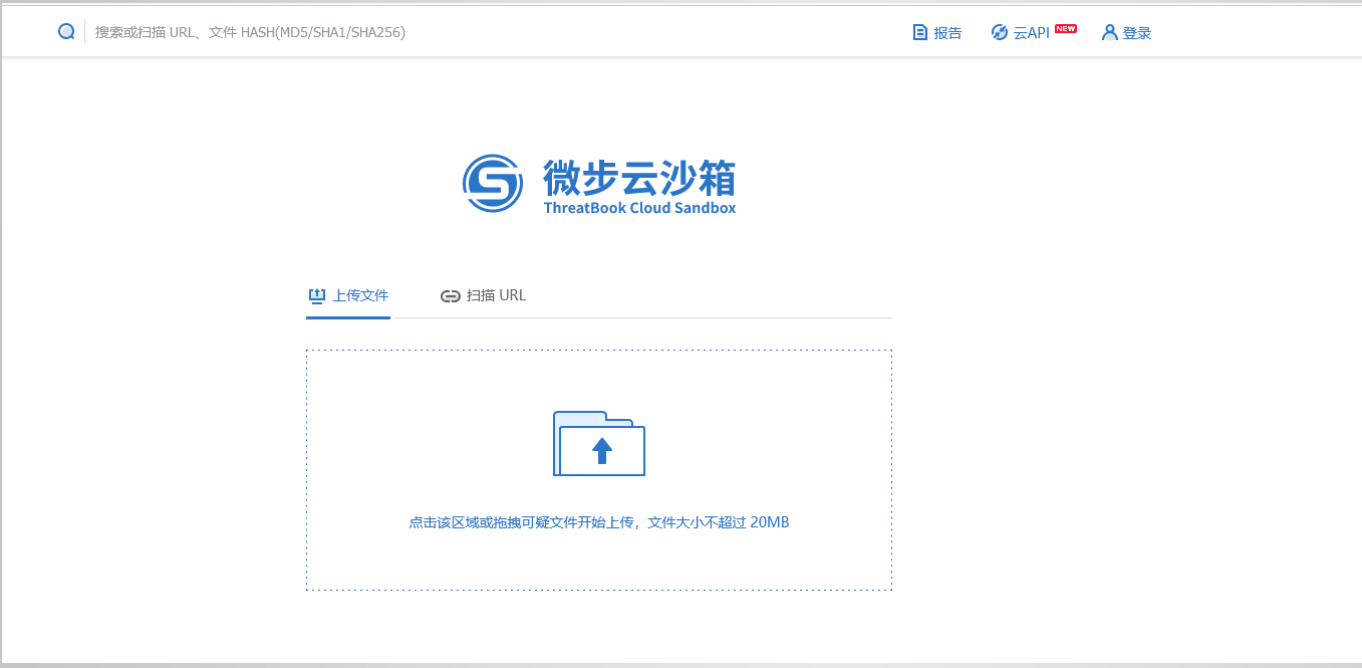 搜索或扫描 URL、文件 HASH(MD5/SHA1/SHA256)
报告
云API NEW
登录
微步云沙箱
ThreatBook Cloud Sandbox
上传文件
扫描 URL
点击该区域或拖拽可疑文件开始上传，文件大小不超过 20MB